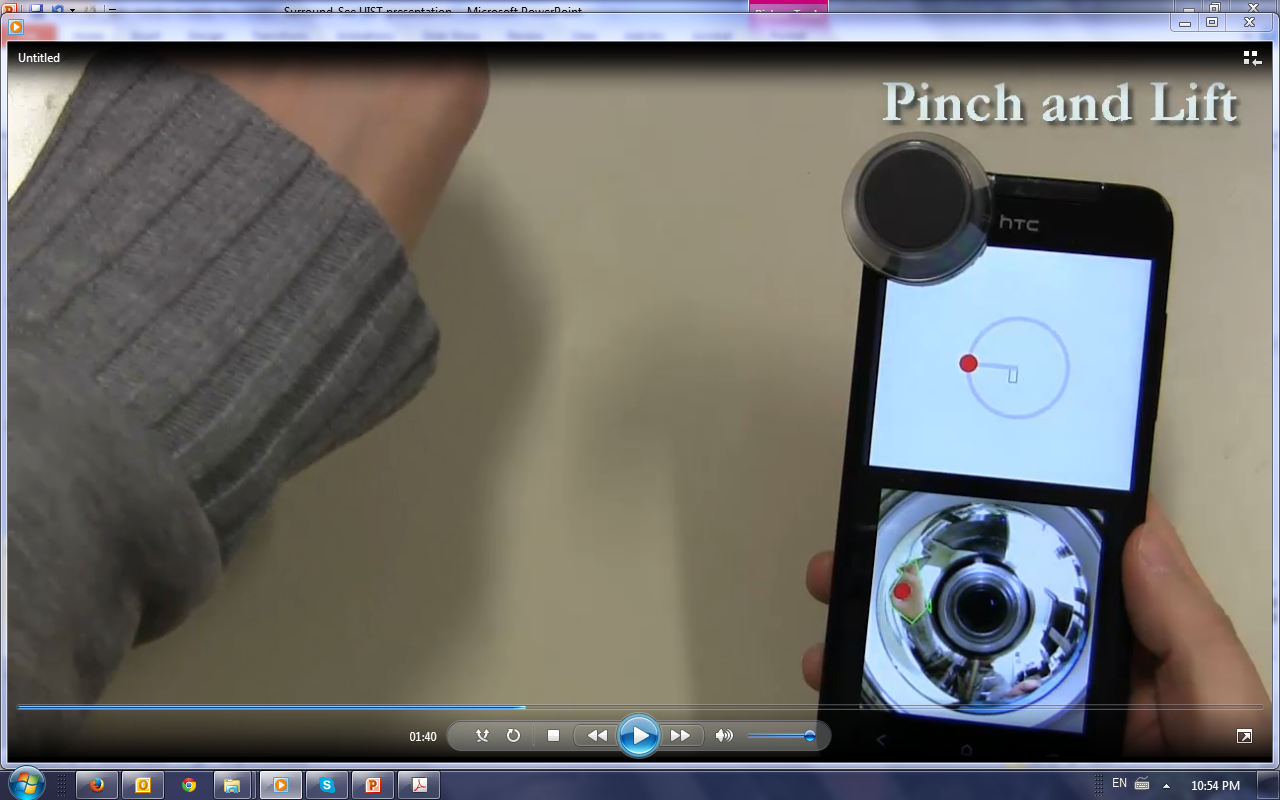 Surround-See UIST presentation - Microsoft PowerPoint
Untitled
Pinch and Lift
hTC
01:40
EN
10:54 PM